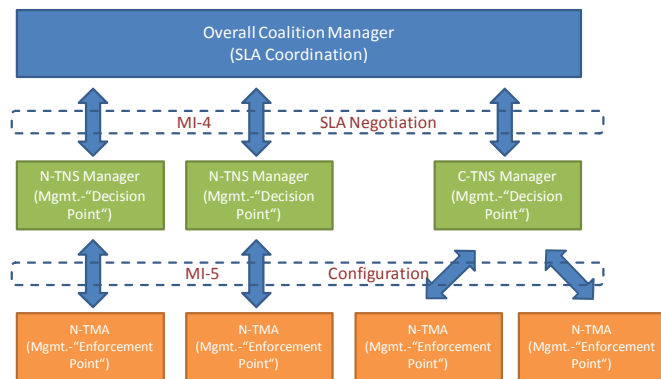 Overall Coalition Manager
(SLA Coordination)
MI-4 SLA Negotiation
N-TNS Manager
(Mgmt.-“Decision
Point“)
N-TNS Manager
(Mgmt.-“Decision
Point“)
C-TNS Manager
(Mgmt.-“Decision
Point“)
MI-5 Configuration
N-TMA
(Mgmt.-“Enforcement
Point“)
N-TMA
(Mgmt.-“Enforcement
Point“)
N-TMA
(Mgmt.-“Enforcement
Point“)
N-TMA
(Mgmt.-“Enforcement
Point“)